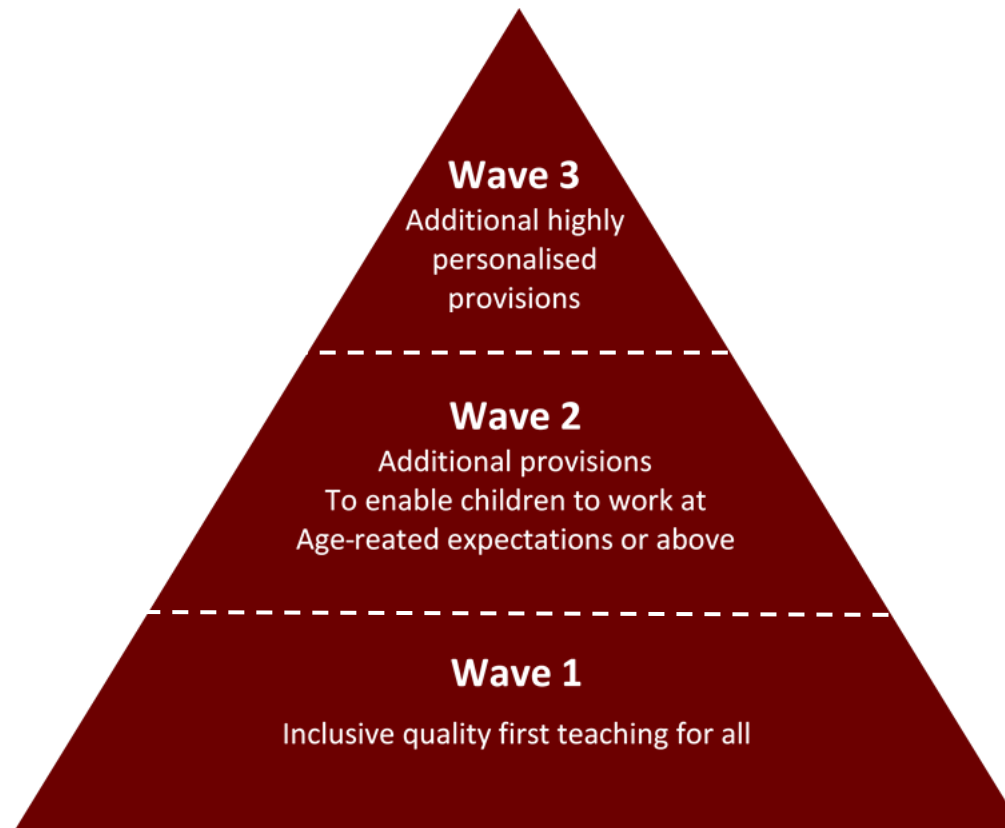 Wave 3
Additional highly
personalised
provisions
Wave 2
Additional provisions
To enable children to work at
Age-reated expectations or above
Wave 1
Inclusive quality first teaching for all